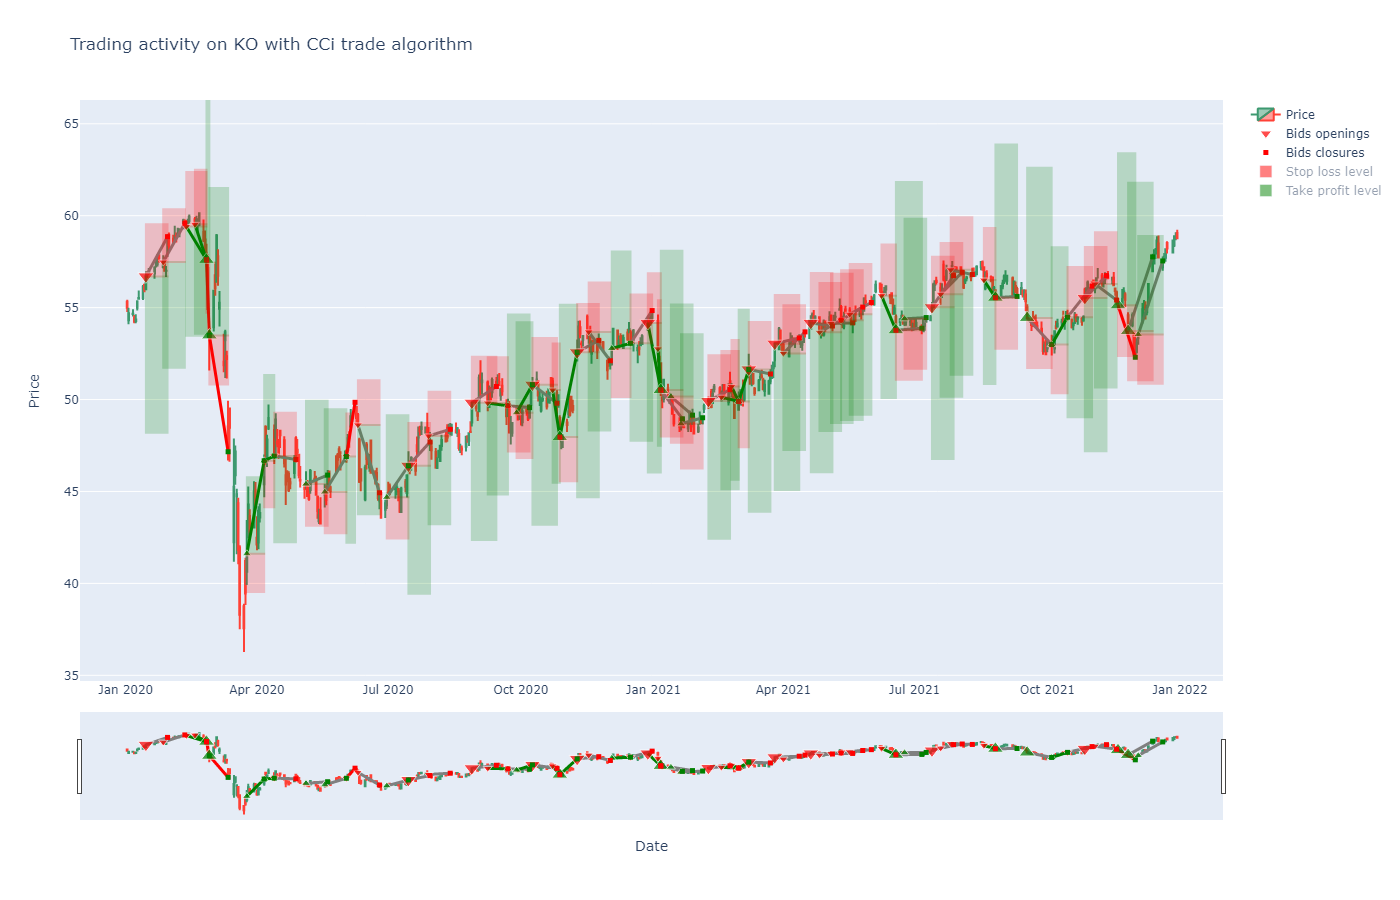 Trading activity on KO with CCi trade algorithm
Price
Bids openings
Bids closures
Stop loss level
Take profit level
65
60
55
50
45
40
35
Price
Jan 2020
Apr 2020
Jul 2020
Oct 2020
Jan 2021
Apr 2021
Jul 2021
Oct 2021
Jan 2022
Date